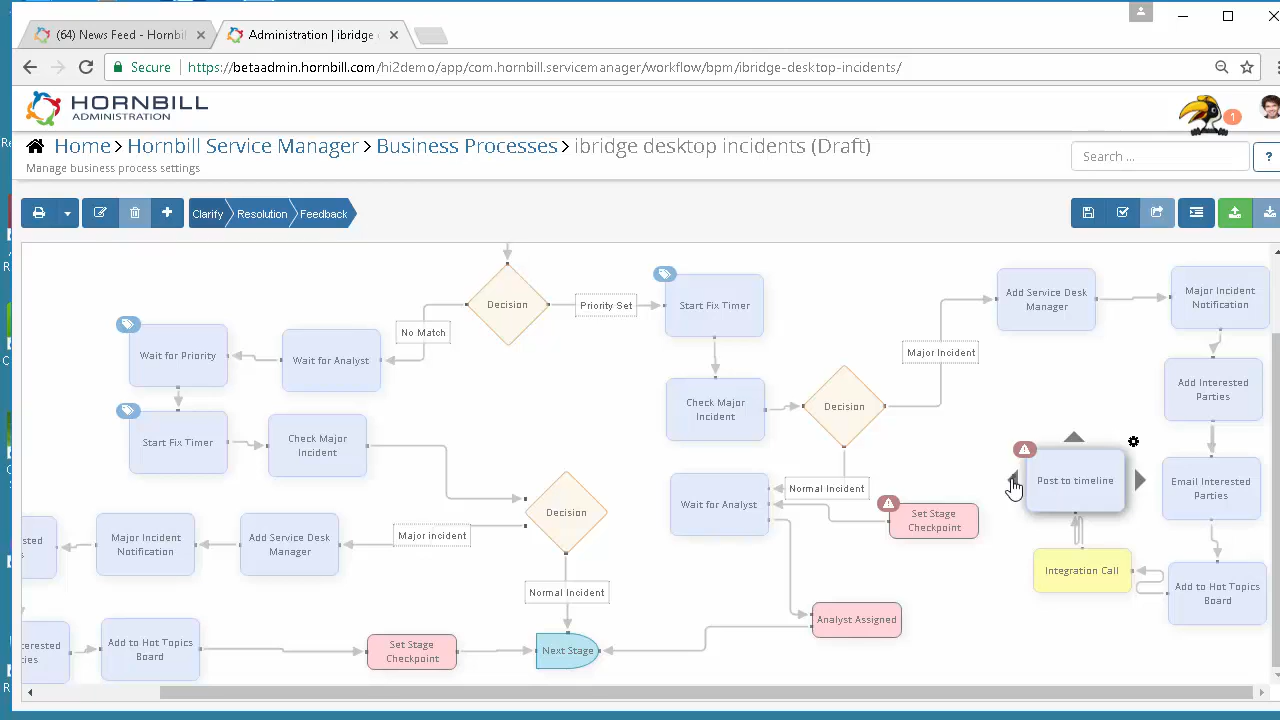 (64) News Feed - Hornbil
Administration | ibridge
Secure
https://betaadmin.hornbill.com/hi2demo/app/com.hornbill.servicemanager/workflow/bpm/ibridge-desktop-incidents/
HORNBILL
ADMINISTRATION
1
Home > Hornbill Service Manager > Business Processes > ibridge desktop incidents (Draft)
Manage business process settings
Search ...
?
Clarify
Resolution
Feedback
Decision
Priority Set
Start Fix Timer
Add Service Desk
Manager
Major Incident
Notification
No Match
Wait for Priority
Wait for Analyst
Major Incident
Check Major
Incident
Decision
Add Interested
Parties
Start Fix Timer
Check Major
Incident
Post to timeline
Email Interested
Parties
Normal Incident
Wait for Analyst
Set Stage
Checkpoint
Decision
Major incident
Major Incident
Notification
Add Service Desk
Manager
Integration Call
Add to Hot Topics
Board
Normal Incident
Analyst Assigned
Add to Hot Topics
Board
Set Stage
Checkpoint
Next Stage